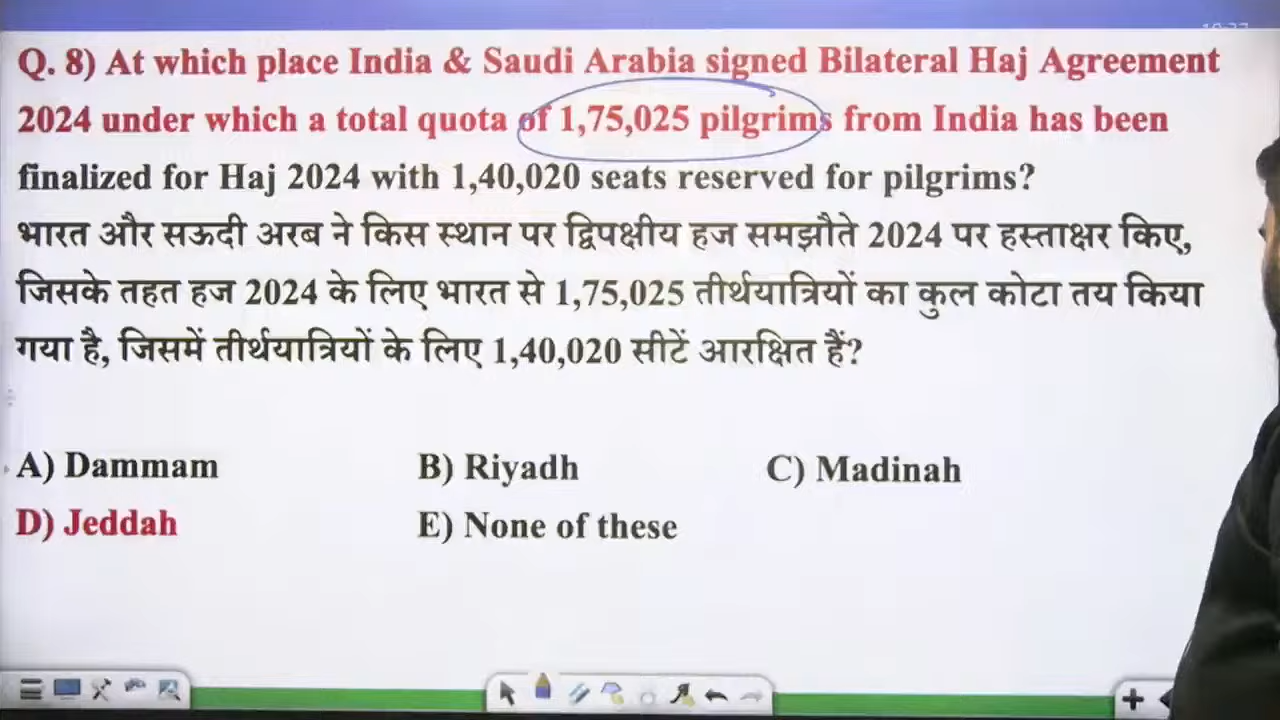 Q. 8) At which place India & Saudi Arabia signed Bilateral Haj Agreement
2024 under which a total quota of 1,75,025 pilgrims from India has been
finalized for Haj 2024 with 1,40,020 seats reserved for pilgrims?
भारत और सऊदी अरब ने किस स्थान पर द्विपक्षीय हज समझौते 2024 पर हस्ताक्षर किए,
जिसके तहत हज 2024 के लिए भारत से 1,75,025 तीर्थयात्रियों का कुल कोटा तय किया
गया है, जिसमें तीर्थयात्रियों के लिए 1,40,020 सीटें आरक्षित हैं?
A) Dammam B) Riyadh C) Madinah
D) Jeddah E) None of these